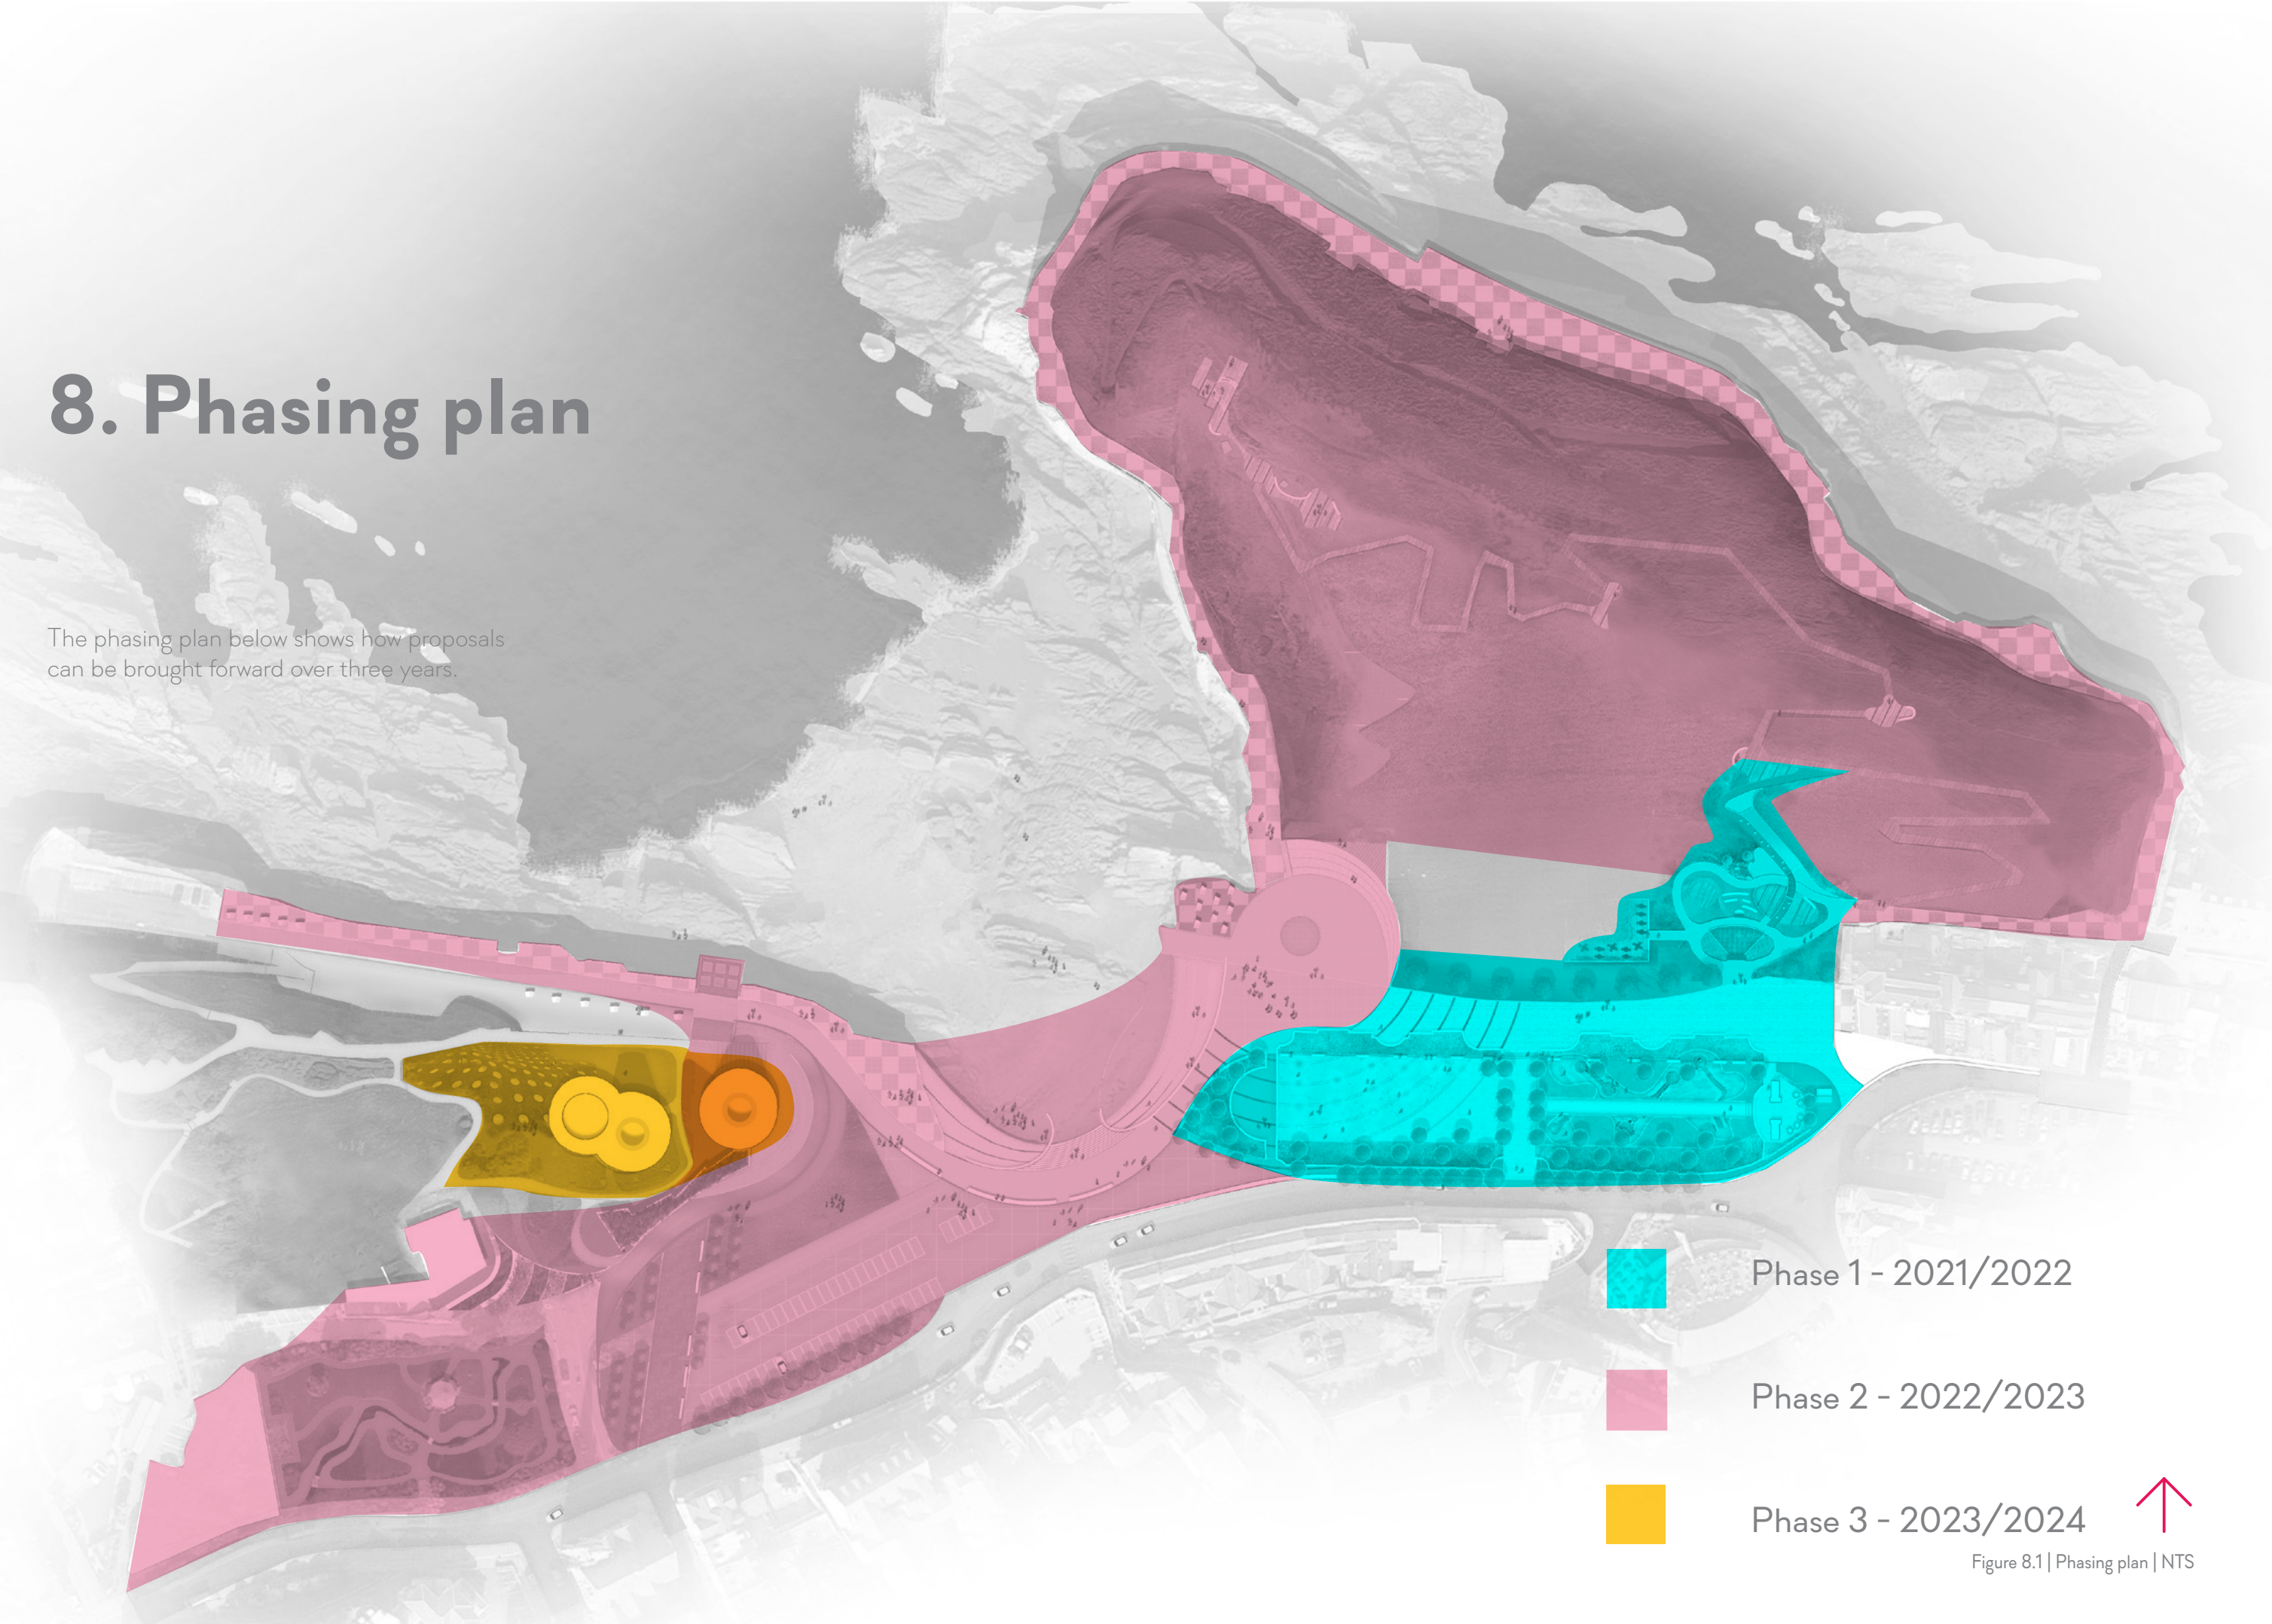 8. Phasing plan
The phasing plan below shows how proposals
can be brought forward over three years.
Phase 1 - 2021/2022
Phase 2 - 2022/2023
Phase 3 - 2023/2024
Figure 8.1 | Phasing plan | NTS